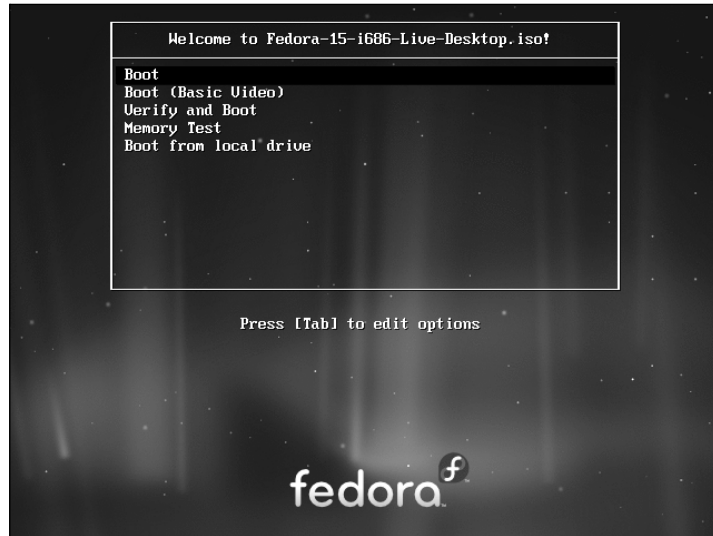 Welcome to Fedora-15-i686-Live-Desktop.iso!
Boot
Boot (Basic Video)
Verify and Boot
Memory Test
Boot from local drive
Press [Tab] to edit options
fedora